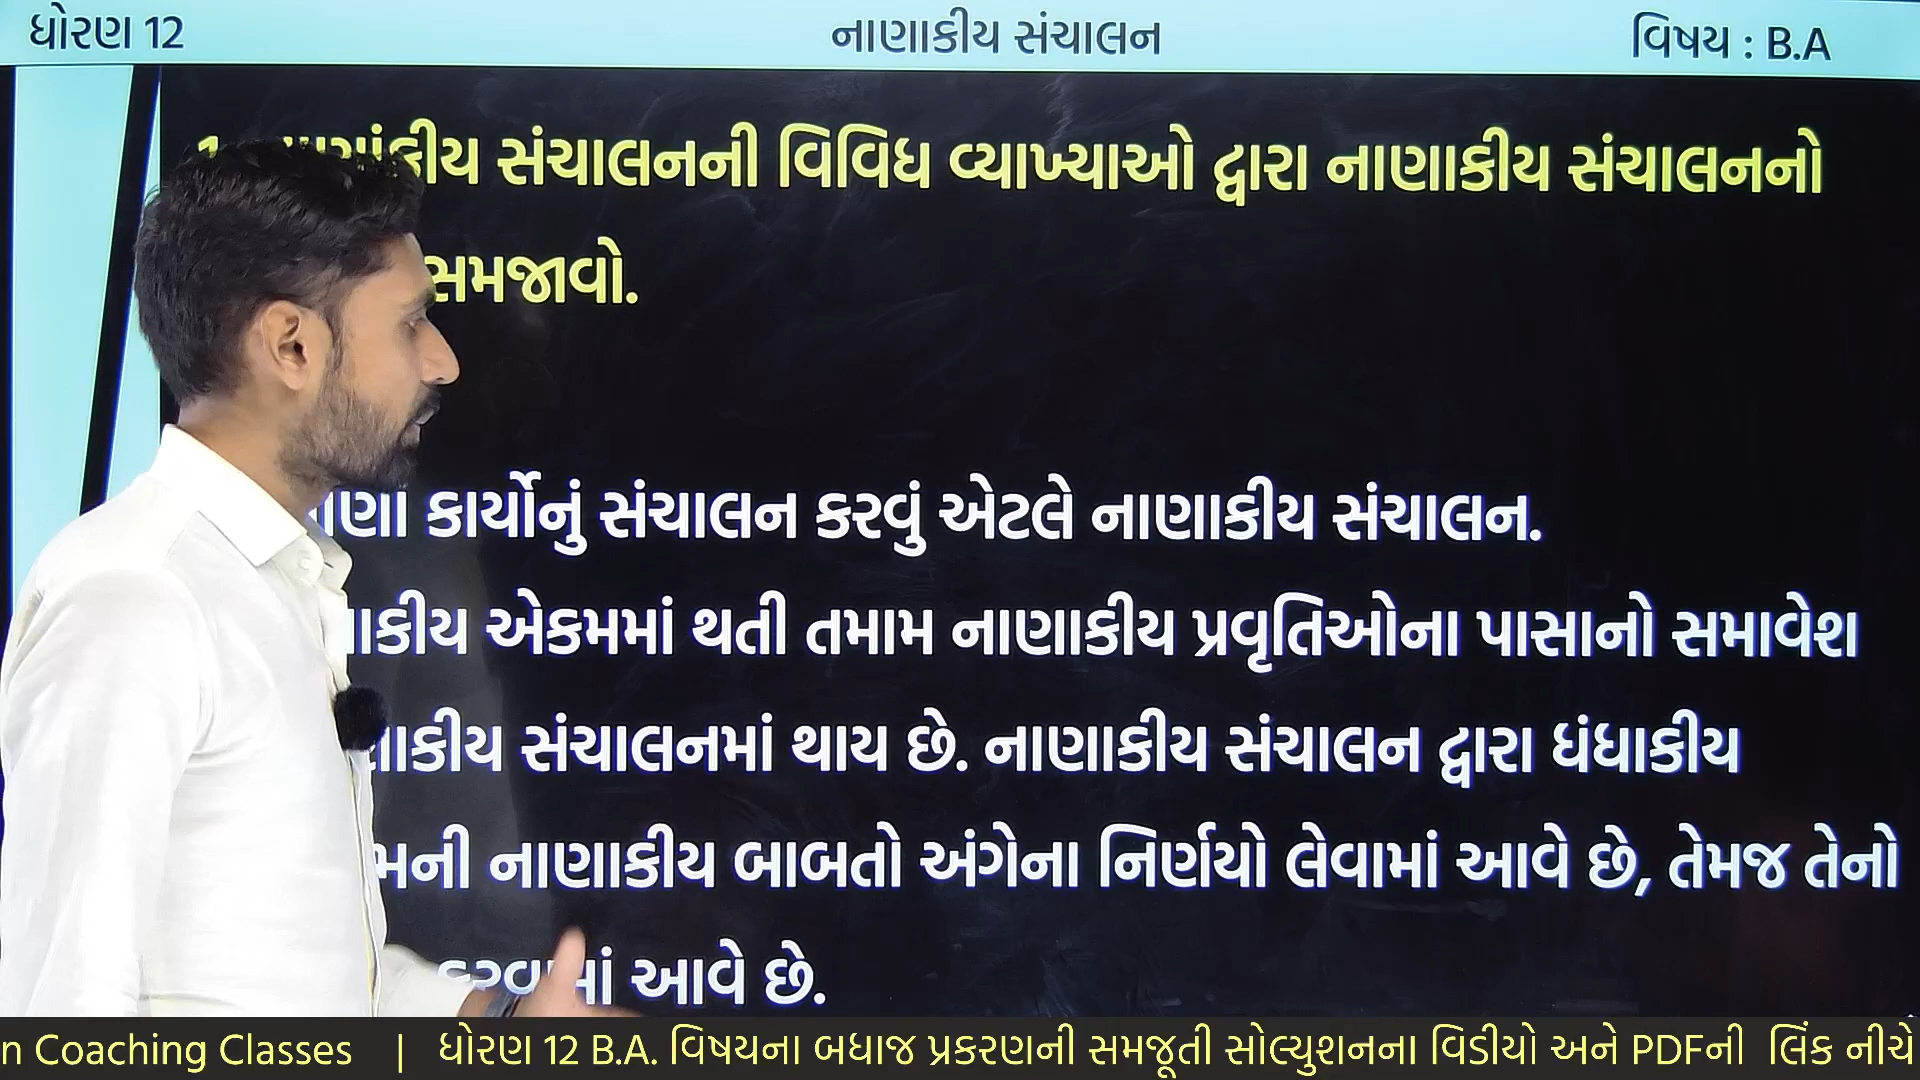 ધોરણ 12
નાણાકીય સંચાલન
વિષય : B.A
સંચાલનની વિવિધ વ્યાખ્યાઓ દ્વારા નાણાકીય સંચાલનનો
સમજાવો.
કાર્યોનું સંચાલન કરવું એટલે નાણાકીય સંચાલન.
એકમમાં થતી તમામ નાણાકીય પ્રવૃતિઓના પાસાનો સમાવેશ
સંચાલનમાં થાય છે. નાણાકીય સંચાલન દ્વારા ધંધાકીય
નાણાકીય બાબતો અંગેના નિર્ણયો લેવામાં આવે છે, તેમજ તેનો
આવે છે.
Coaching Classes | ધોરણ 12 B.A. વિષયના બધાજ પ્રકરણની સમજૂતી સોલ્યુશનના વિડીયો અને PDFની લિંક નીચે